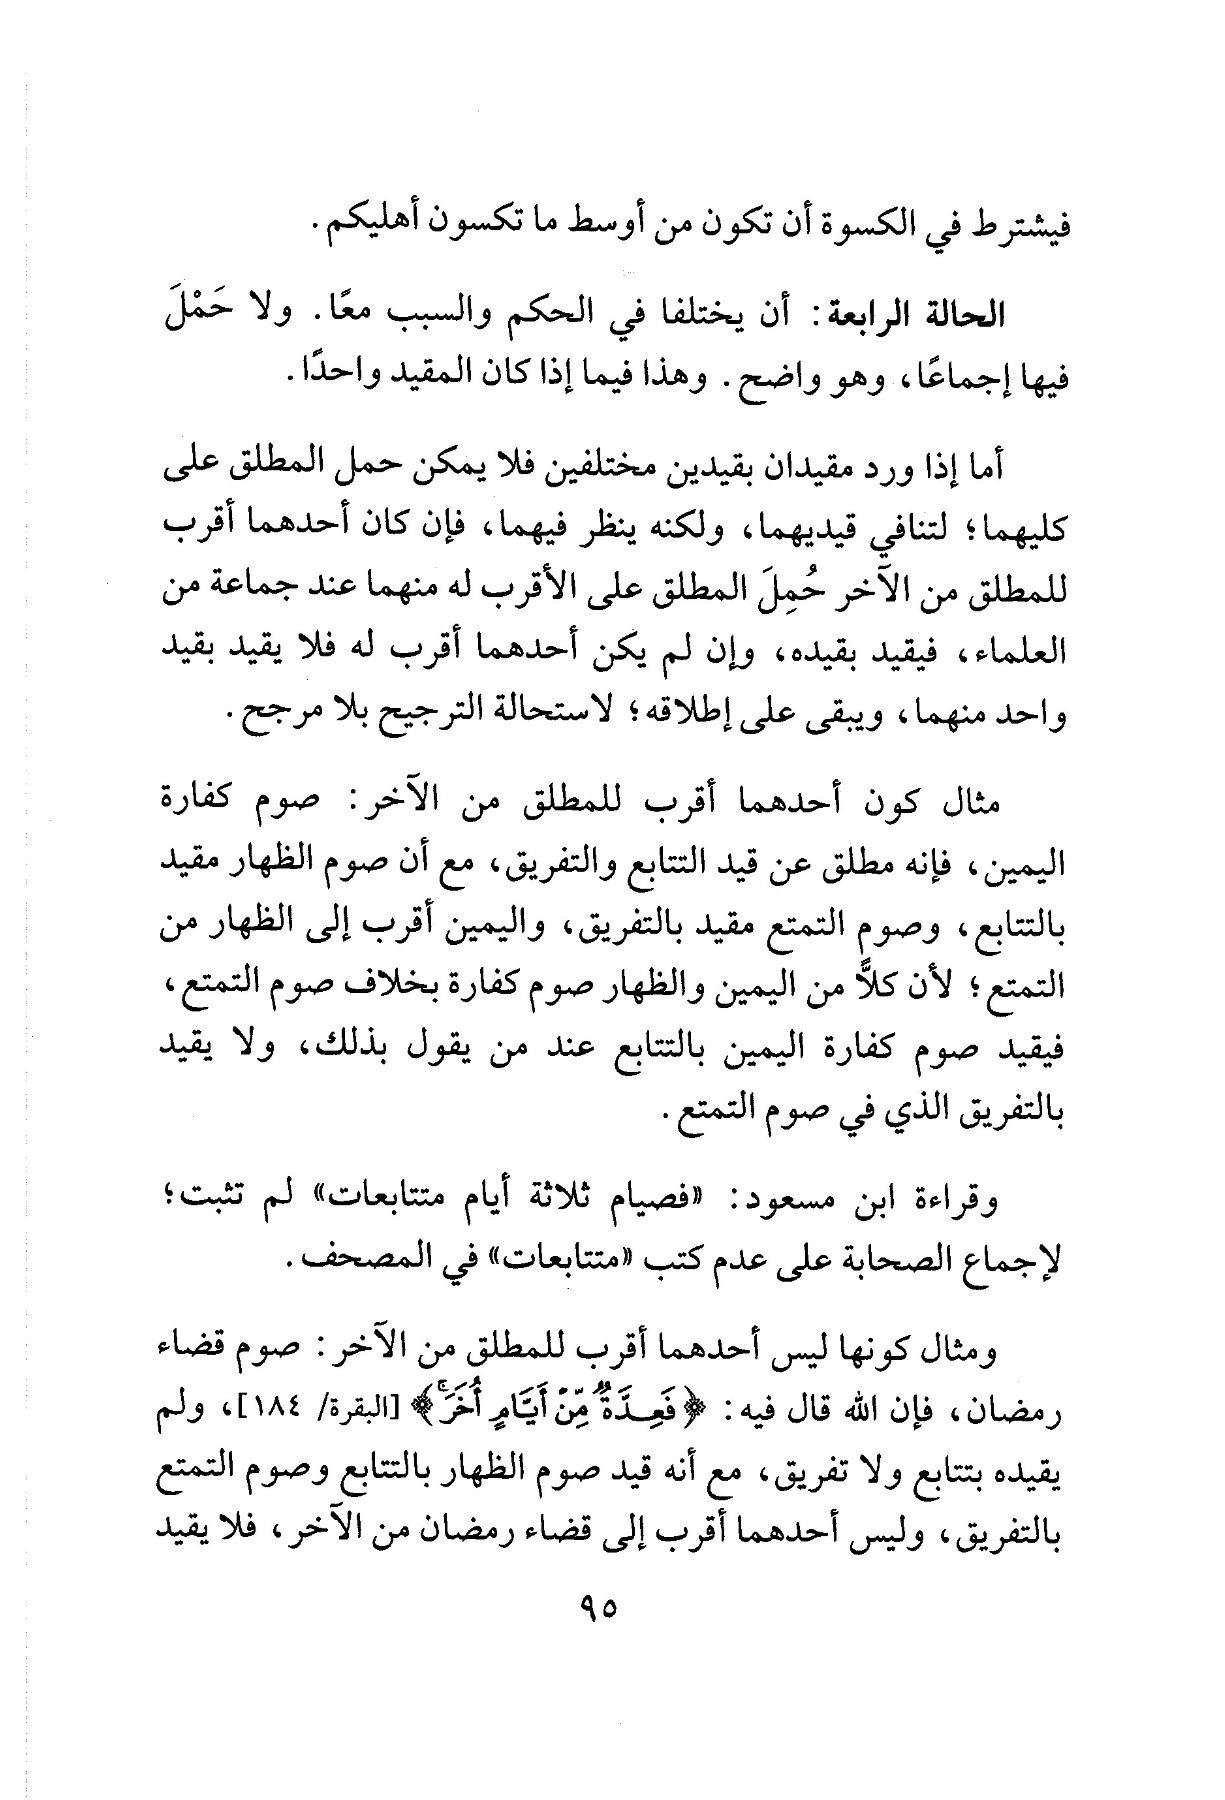 فيشترط في الكسوة أن تكون من أوسط ما تكسون أهليكم.
الحالة الرابعة: أن يختلفا في الحكم والسبب معًا. ولا حَمْلَ
فيها إجماعًا، وهو واضح. وهذا فيما إذا كان المقيد واحدًا.
أما إذا ورد مقيدان بقيدين مختلفين فلا يمكن حمل المطلق على
كليهما؛ لتنافي قيديهما، ولكنه ينظر فيهما، فإن كان أحدهما أقرب
للمطلق من الآخر حُمِلَ المطلق على الأقرب له منهما عند جماعة من
العلماء، فيقيد بقيده، وإن لم يكن أحدهما أقرب له فلا يقيد بقيد
واحد منهما، ويبقى على إطلاقه؛ لاستحالة الترجيح بلا مرجح.
مثال كون أحدهما أقرب للمطلق من الآخر: صوم كفارة
اليمين، فإنه مطلق عن قيد التتابع والتفريق، مع أن صوم الظهار مقيد
بالتتابع، وصوم التمتع مقيد بالتفريق، واليمين أقرب إلى الظهار من
التمتع؛ لأن كلاًّ من اليمين والظهار صوم كفارة بخلاف صوم التمتع،
فيقيد صوم كفارة اليمين بالتتابع عند من يقول بذلك، ولا يقيد
بالتفريق الذي في صوم التمتع.
وقراءة ابن مسعود: «فصيام ثلاثة أيام متتابعات» لم تثبت؛
لإجماع الصحابة على عدم كتب «متتابعات» في المصحف.
ومثال كونها ليس أحدهما أقرب للمطلق من الآخر: صوم قضاء
رمضان، فإن الله قال فيه: ﴿فَعِدَّةٌ مِّنْ أَيَّامٍ أُخَرَۚ﴾ [البقرة/ ١٨٤]، ولم
يقيده بتتابع ولا تفريق، مع أنه قيد صوم الظهار بالتتابع وصوم التمتع
بالتفريق، وليس أحدهما أقرب إلى قضاء رمضان من الآخر، فلا يقيد
٩٥